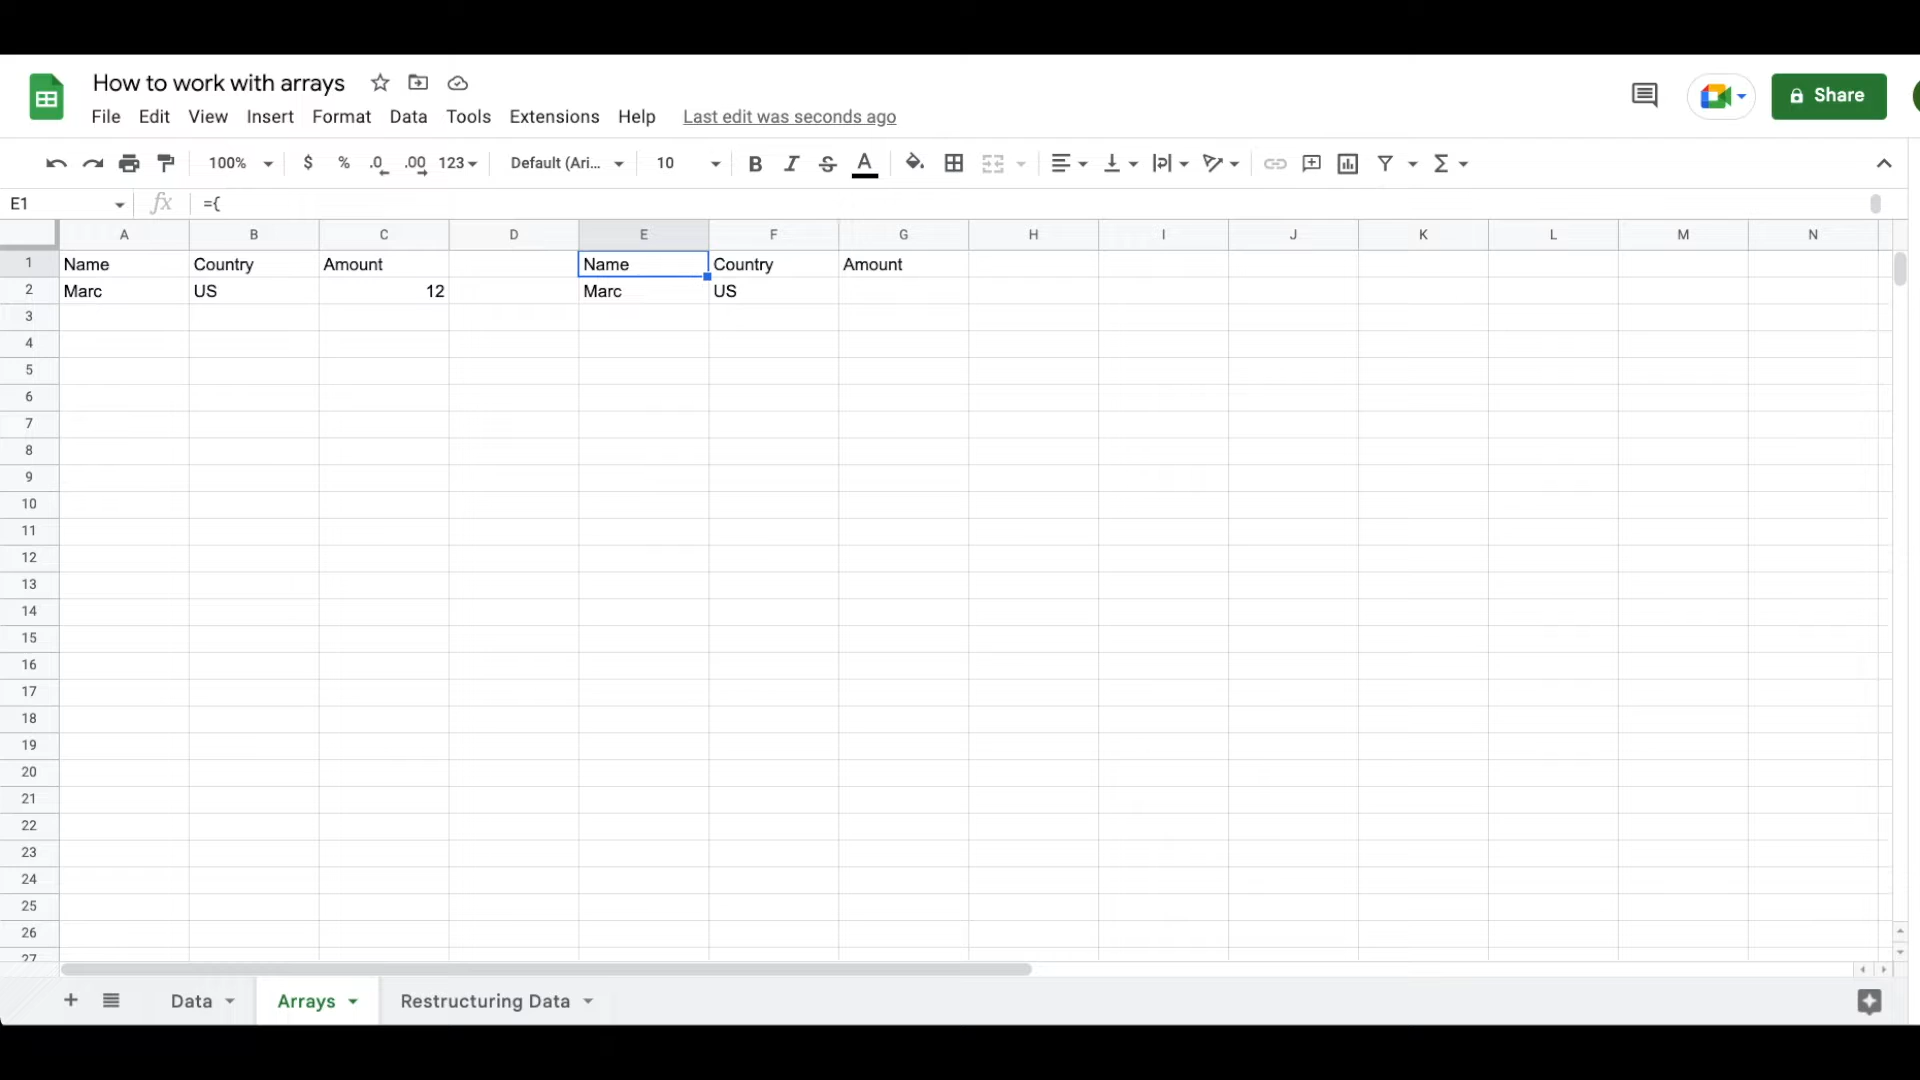 How to work with arrays
File Edit View Insert Format Data Tools Extensions Help Last edit was seconds ago
Share
100% $ % .0 .00 123 Default (Ari... 10 B I S A Σ
E1 fx ={
A B C D E F G H I J K L M N
1 Name Country Amount Name Country Amount
2 Marc US 12 Marc US
3
4
5
6
7
8
9
10
11
12
13
14
15
16
17
18
19
20
21
22
23
24
25
26
27
+ Data Arrays Restructuring Data